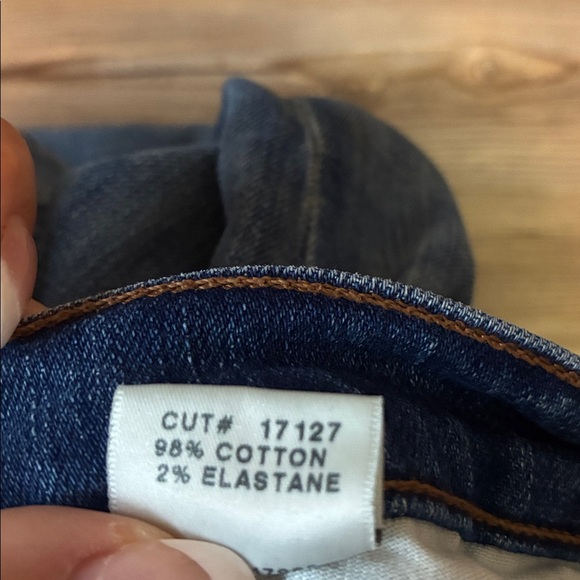 CUT# 17127
98% COTTON
2% ELASTANE